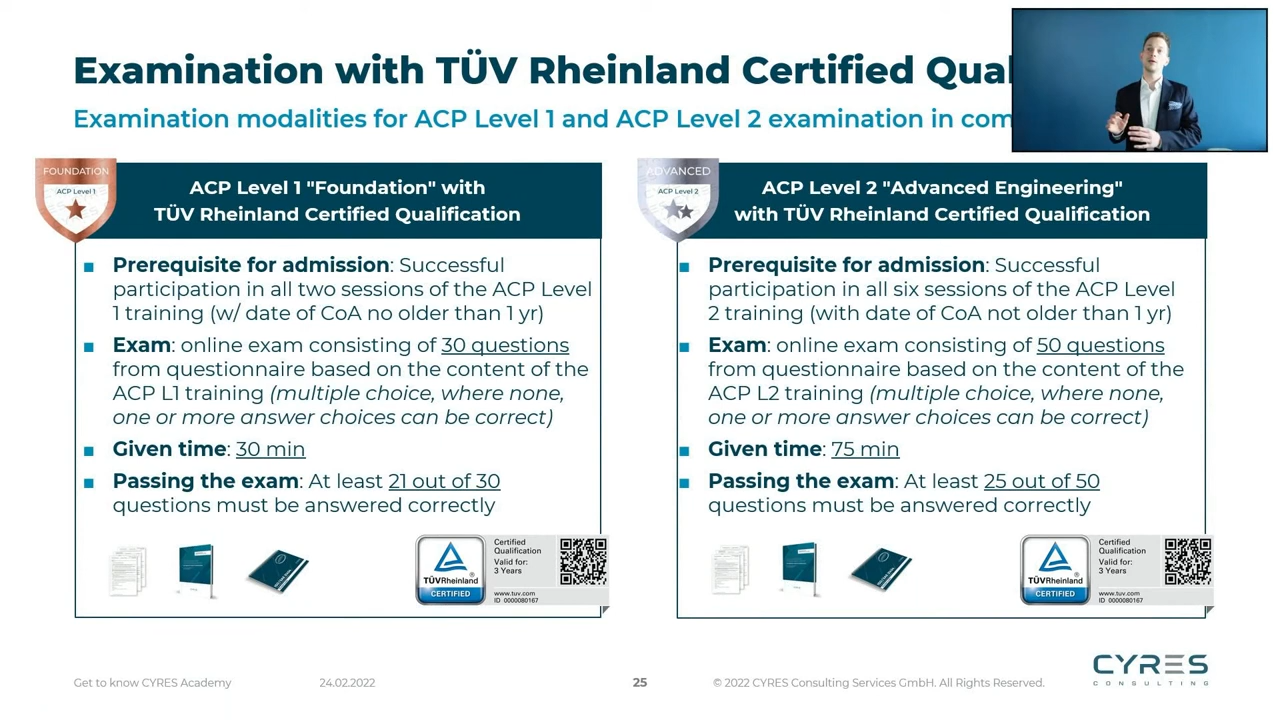 Examination with TÜV Rheinland Certified Qual
Examination modalities for ACP Level 1 and ACP Level 2 examination in com
FOUNDATION
ACP Level 1
ACP Level 1 "Foundation" with
TÜV Rheinland Certified Qualification
■ Prerequisite for admission: Successful
participation in all two sessions of the ACP Level
1 training (w/ date of CoA no older than 1 yr)
■ Exam: online exam consisting of 30 questions
from questionnaire based on the content of the
ACP L1 training (multiple choice, where none,
one or more answer choices can be correct)
■ Given time: 30 min
■ Passing the exam: At least 21 out of 30
questions must be answered correctly
TÜVRheinland
CERTIFIED
Certified
Qualification
Valid for:
3 Years
www.tuv.com
ID 0000080167
ADVANCED
ACP Level 2
ACP Level 2 "Advanced Engineering"
with TÜV Rheinland Certified Qualification
■ Prerequisite for admission: Successful
participation in all six sessions of the ACP Level
2 training (with date of CoA not older than 1 yr)
■ Exam: online exam consisting of 50 questions
from questionnaire based on the content of the
ACP L2 training (multiple choice, where none,
one or more answer choices can be correct)
■ Given time: 75 min
■ Passing the exam: At least 25 out of 50
questions must be answered correctly
TÜVRheinland
CERTIFIED
Certified
Qualification
Valid for:
3 Years
www.tuv.com
ID 0000080167
CYRES
CONSULTING
Get to know CYRES Academy
24.02.2022
25
© 2022 CYRES Consulting Services GmbH. All Rights Reserved.